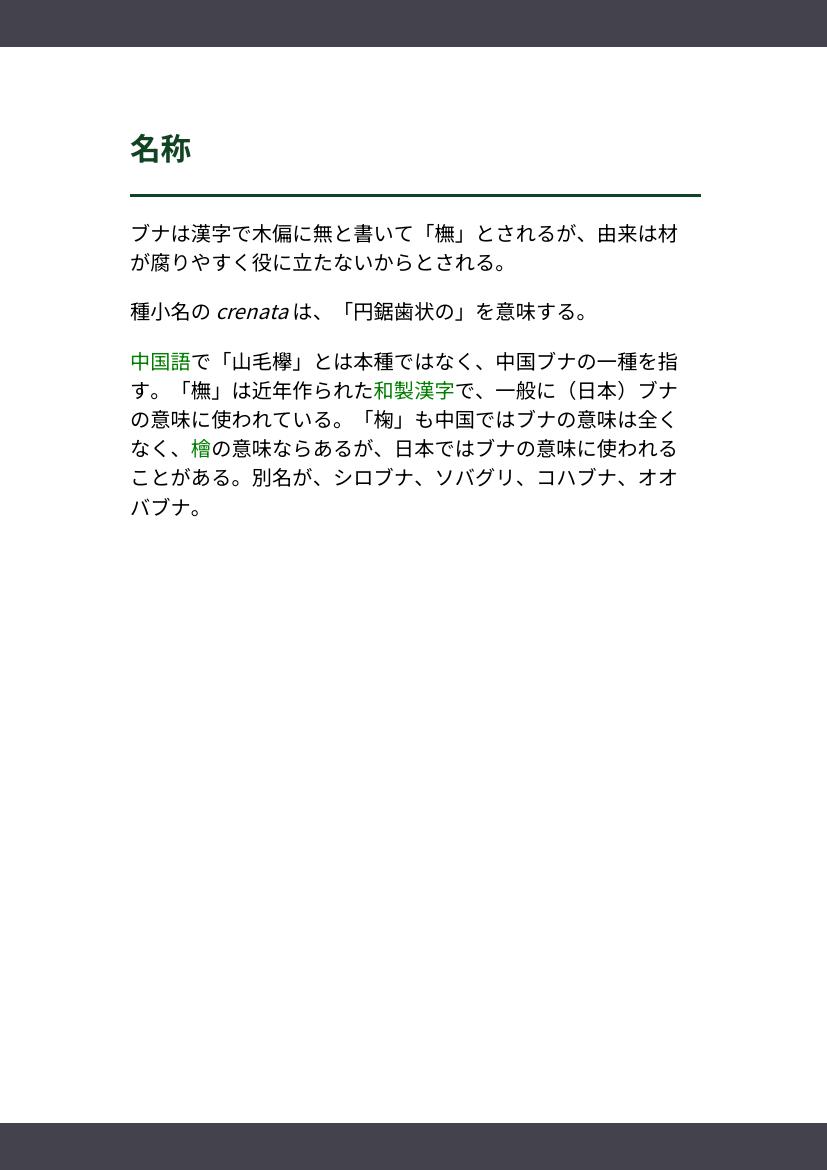 名称
ブナは漢字で木偏に無と書いて「橅」とされるが、由来は材
が腐りやすく役に立たないからとされる。
種小名の crenata は、「円鋸歯状の」を意味する。
中国語で「山毛欅」とは本種ではなく、中国ブナの一種を指
す。「橅」は近年作られた和製漢字で、一般に（日本）ブナ
の意味に使われている。「椈」も中国ではブナの意味は全く
なく、檜の意味ならあるが、日本ではブナの意味に使われる
ことがある。別名が、シロブナ、ソバグリ、コハブナ、オオ
バブナ。